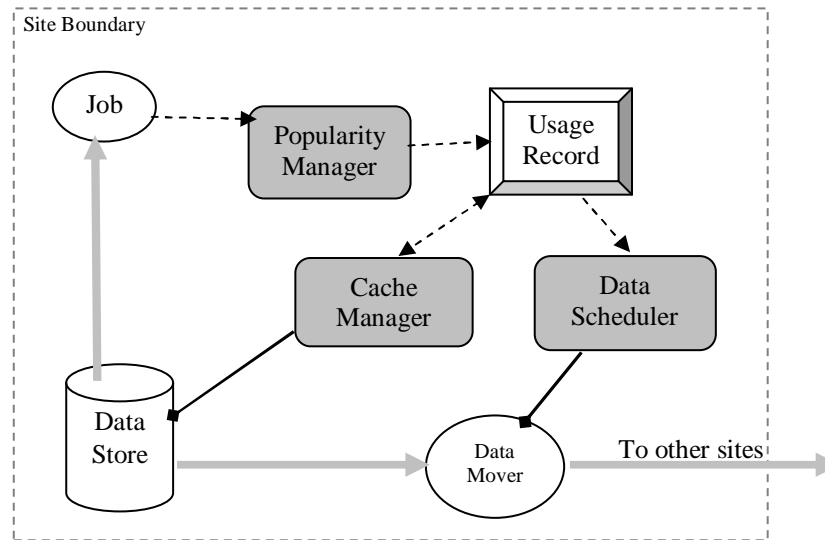 Site Boundary
Job
Popularity
Manager
Usage
Record
Cache
Manager
Data
Scheduler
Data
Store
Data
Mover
To other sites